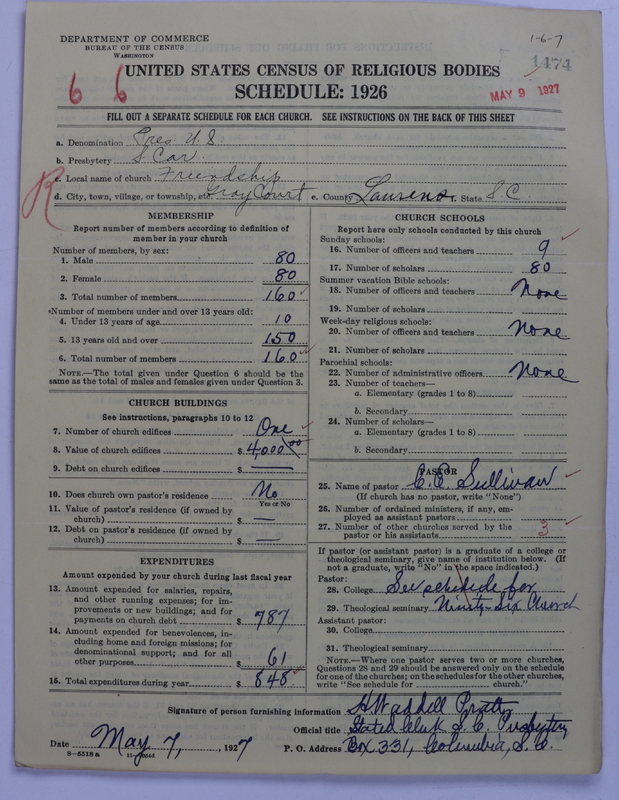 DEPARTMENT OF COMMERCE
BUREAU OF THE CENSUS
WASHINGTON
1-6-7
1474
MAY 9 1927
6 6
UNITED STATES CENSUS OF RELIGIOUS BODIES
SCHEDULE: 1926
FILL OUT A SEPARATE SCHEDULE FOR EACH CHURCH. SEE INSTRUCTIONS ON THE BACK OF THIS SHEET
a. Denomination Pres U.S
b. Presbytery S Car
c. Local name of church Friendship
R
d. City, town, village, or township, etc. Gray Court e. County Laurens f. State S C.
MEMBERSHIP
Report number of members according to definition of
member in your church
Number of members, by sex:
1. Male 80
2. Female 80
3. Total number of members 160
Number of members under and over 13 years old:
4. Under 13 years of age 10
5. 13 years old and over 150
6. Total number of members 160
NOTE.—The total given under Question 6 should be
same as the total of males and females given under Question 3.
CHURCH BUILDINGS
See instructions, paragraphs 10 to 12
7. Number of church edifices One
8. Value of church edifices $ 4,000 00
9. Debt on church edifices $ —
10. Does church own pastor's residence No
Yes or No
11. Value of pastor's residence (if owned by
church) $ —
12. Debt on pastor's residence (if owned by
church) $ —
EXPENDITURES
Amount expended by your church during last fiscal year
13. Amount expended for salaries, repairs,
and other running expenses; for im-
provements or new buildings; and for
payments on church debt $ 787
14. Amount expended for benevolences, in-
cluding home and foreign missions; for
denominational support; and for all
other purposes $ 61
15. Total expenditures during year $ 848
CHURCH SCHOOLS
Report here only schools conducted by this church
Sunday schools:
16. Number of officers and teachers 9
17. Number of scholars 80
Summer vacation Bible schools:
18. Number of officers and teachers None
19. Number of scholars
Week-day religious schools:
20. Number of officers and teachers None
21. Number of scholars
Parochial schools:
22. Number of administrative officers None
23. Number of teachers—
a. Elementary (grades 1 to 8)
b. Secondary
24. Number of scholars—
a. Elementary (grades 1 to 8)
b. Secondary
PASTOR
25. Name of pastor C.C. Sullivan
(If church has no pastor, write "None")
26. Number of ordained ministers, if any, em-
ployed as assistant pastors
27. Number of other churches served by the
pastor or his assistants 3
If pastor (or assistant pastor) is a graduate of a college or
theological seminary, give name of institution below. (If
not a graduate, write "No" in the space indicated.)
Pastor:
28. College See schedule for
29. Theological seminary Ninety-Six Church
Assistant pastor:
30. College
31. Theological seminary
NOTE.—Where one pastor serves two or more churches,
Questions 28 and 29 should be answered only on the schedule
for one of the churches; on the schedules for the other churches,
write "See schedule for church."
Signature of person furnishing information H Waddell Pratt
Official title Stated Clerk S. C. Presbytery
Date May 7, 1927 P. O. Address Box 331, Columbia, S. C.
8—5518 a